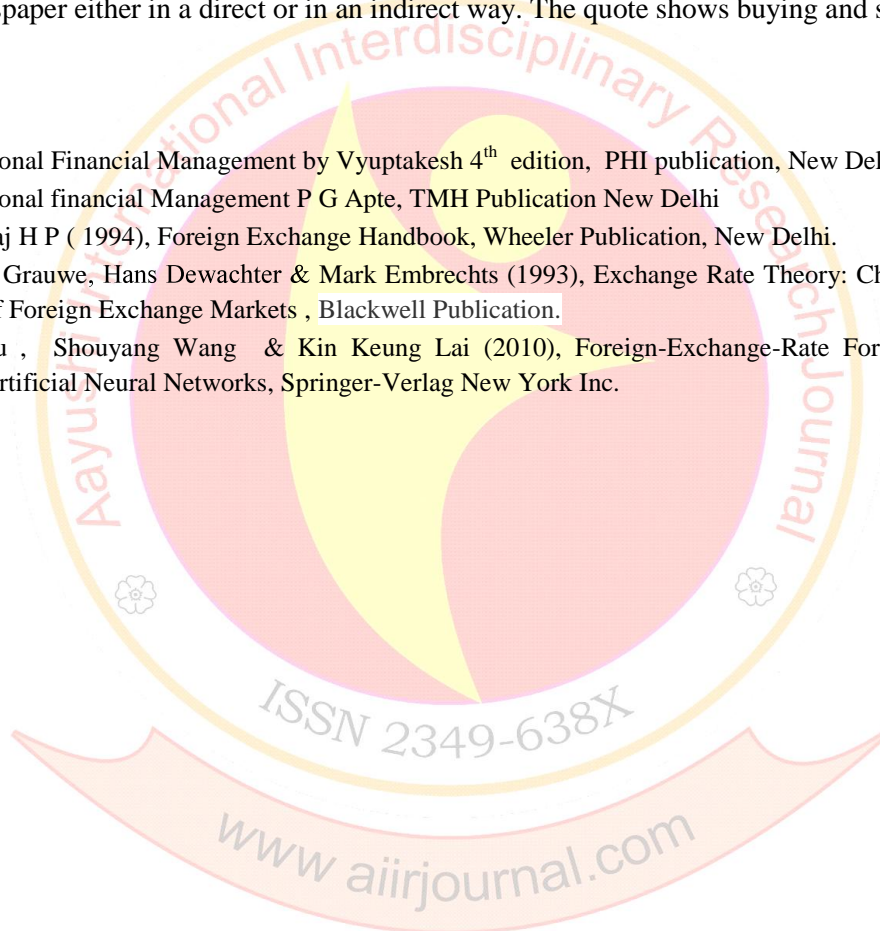 spaper either in a direct or in an indirect way. The quote shows buying and s
onal Financial Management by Vyuptakesh 4th edition, PHI publication, New Del
onal financial Management P G Apte, TMH Publication New Delhi
aj H P ( 1994), Foreign Exchange Handbook, Wheeler Publication, New Delhi.
Grauwe, Hans Dewachter & Mark Embrechts (1993), Exchange Rate Theory: Ch
f Foreign Exchange Markets , Blackwell Publication.
u , Shouyang Wang & Kin Keung Lai (2010), Foreign-Exchange-Rate For
rtificial Neural Networks, Springer-Verlag New York Inc.
Aayushi International Interdisciplinary Research Journal
ISSN 2349-638X
www aiirjournal.com